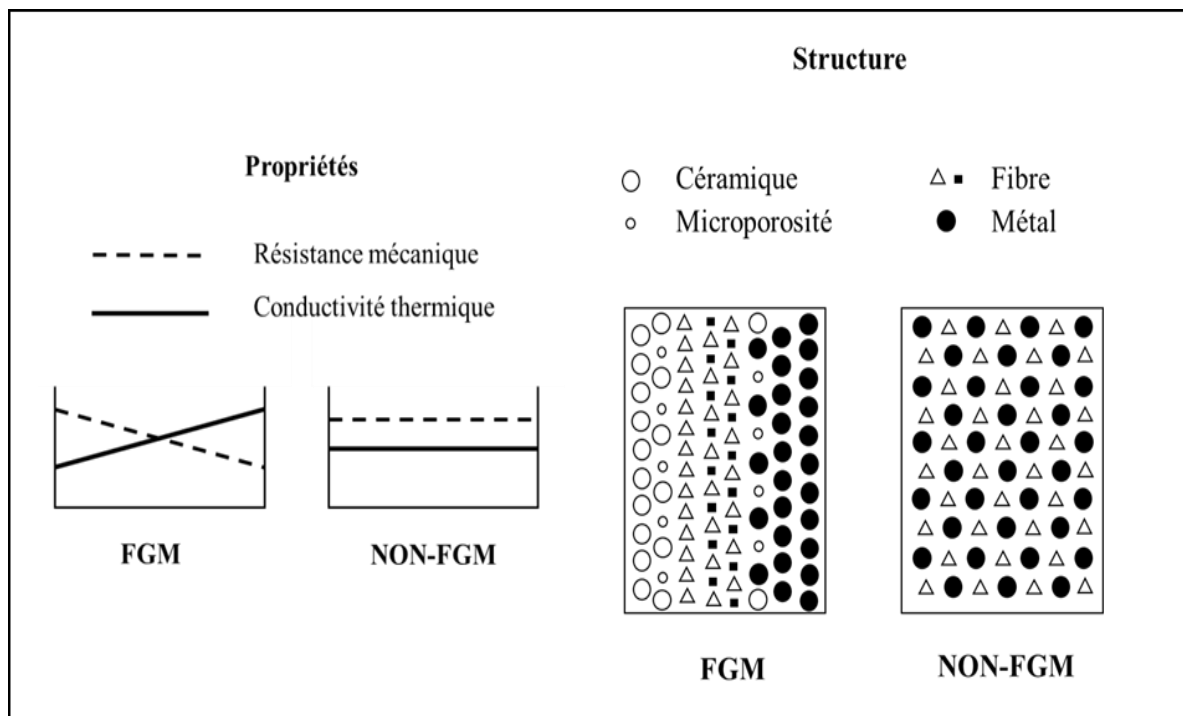 Structure
Propriétés
Céramique
Fibre
Microporosité
Métal
Résistance mécanique
Conductivité thermique
FGM
NON-FGM
FGM
NON-FGM